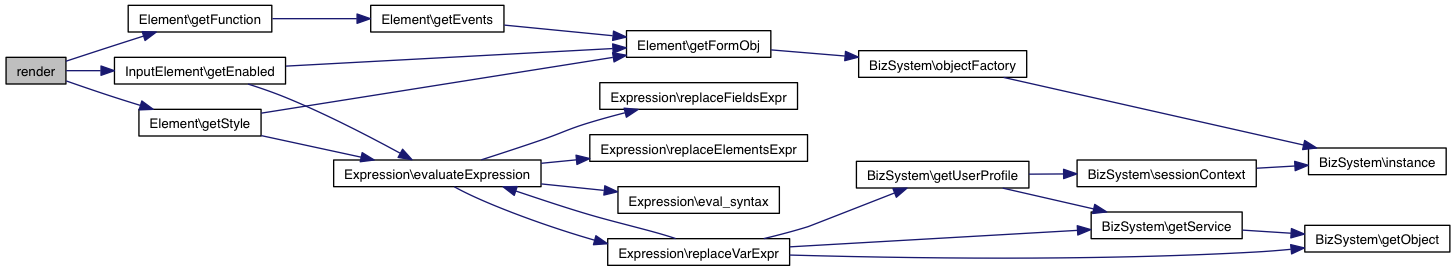 Element\getFunction
Element\getEvents
Element\getFormObj
render
InputElement\getEnabled
BizSystem\objectFactory
Expression\replaceFieldsExpr
Element\getStyle
Expression\replaceElementsExpr
BizSystem\instance
Expression\evaluateExpression
BizSystem\getUserProfile
BizSystem\sessionContext
Expression\eval_syntax
BizSystem\getService
BizSystem\getObject
Expression\replaceVarExpr